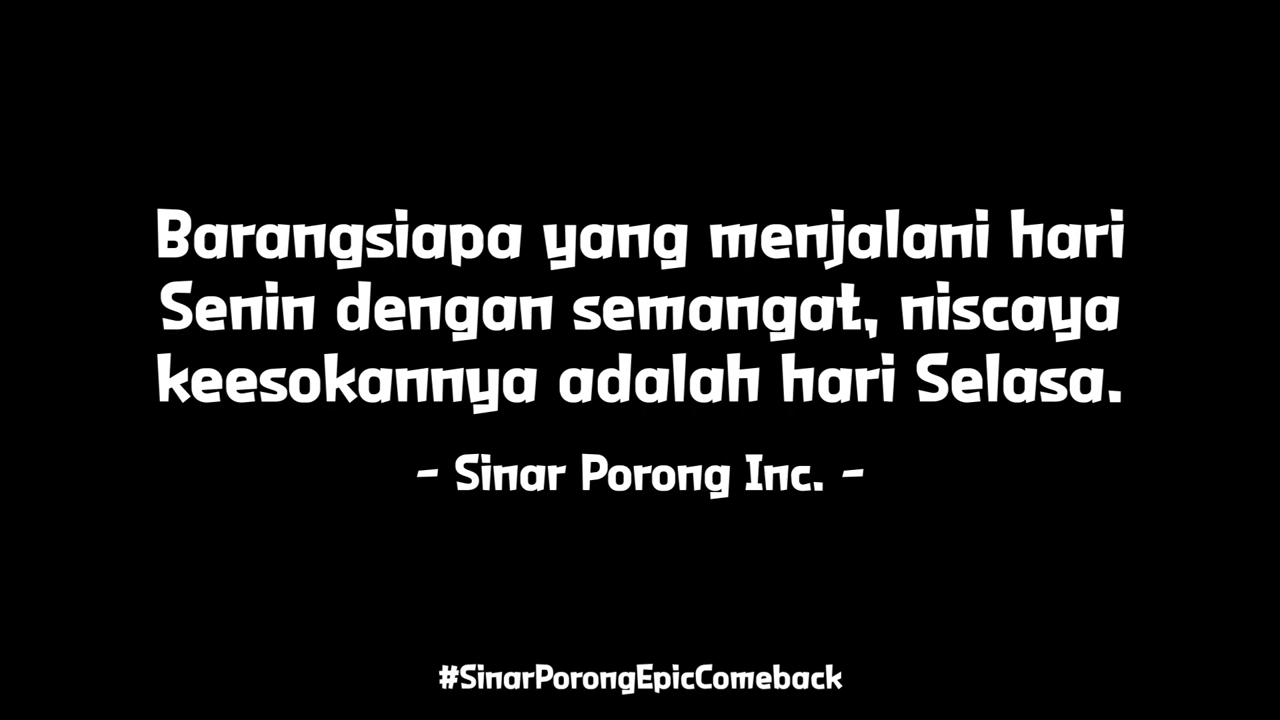 Barangsiapa yang menjalani hari
Senin dengan semangat, niscaya
keesokannya adalah hari Selasa.
- Sinar Porong Inc. -
#SinarPorongEpicComeback